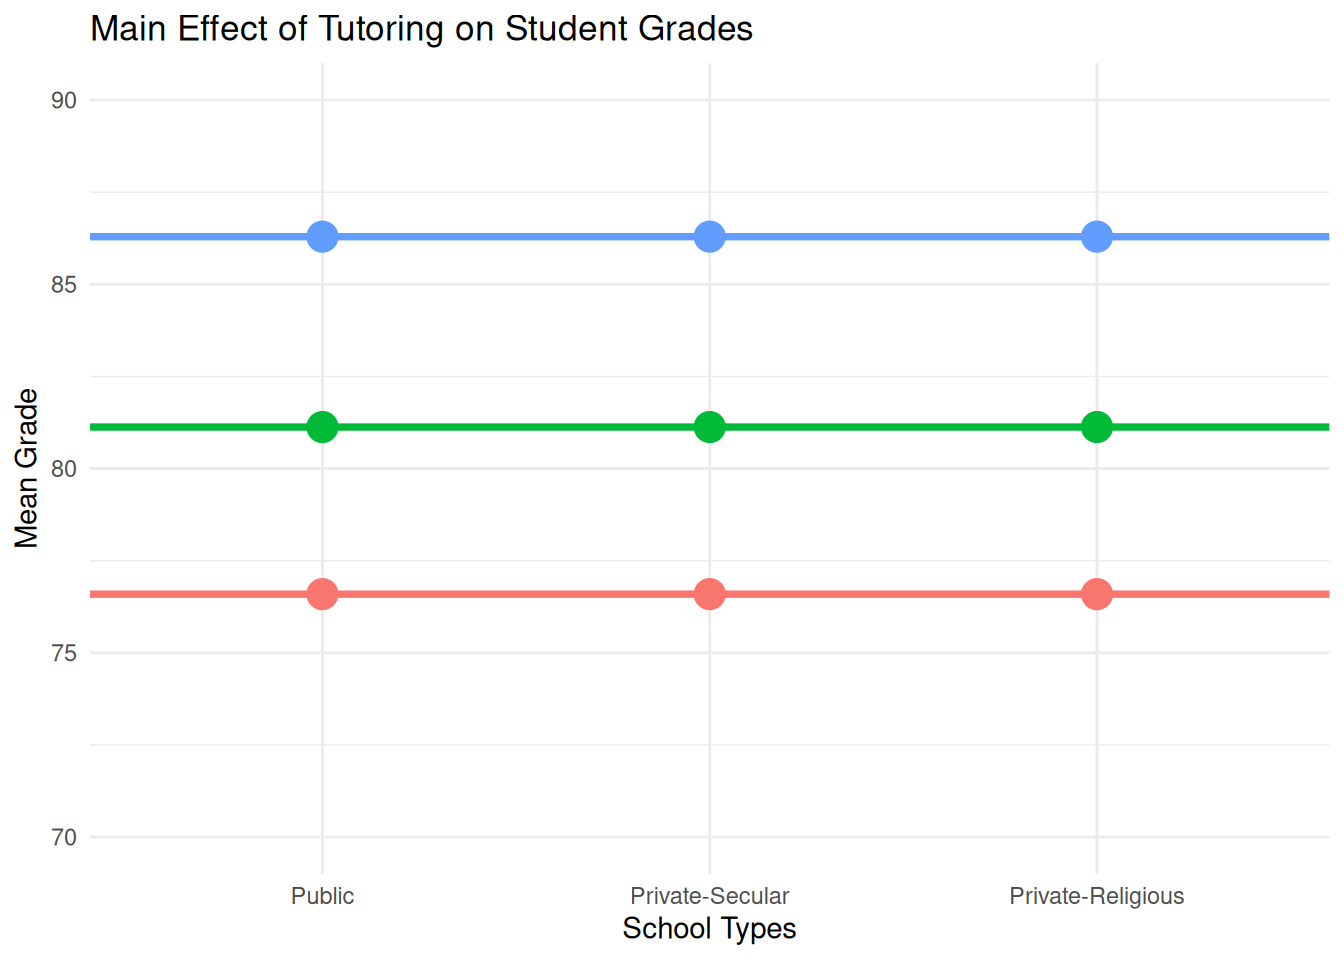 Main Effect of Tutoring on Student Grades
90
85
80
75
70
Mean Grade
Public Private-Secular Private-Religious
School Types